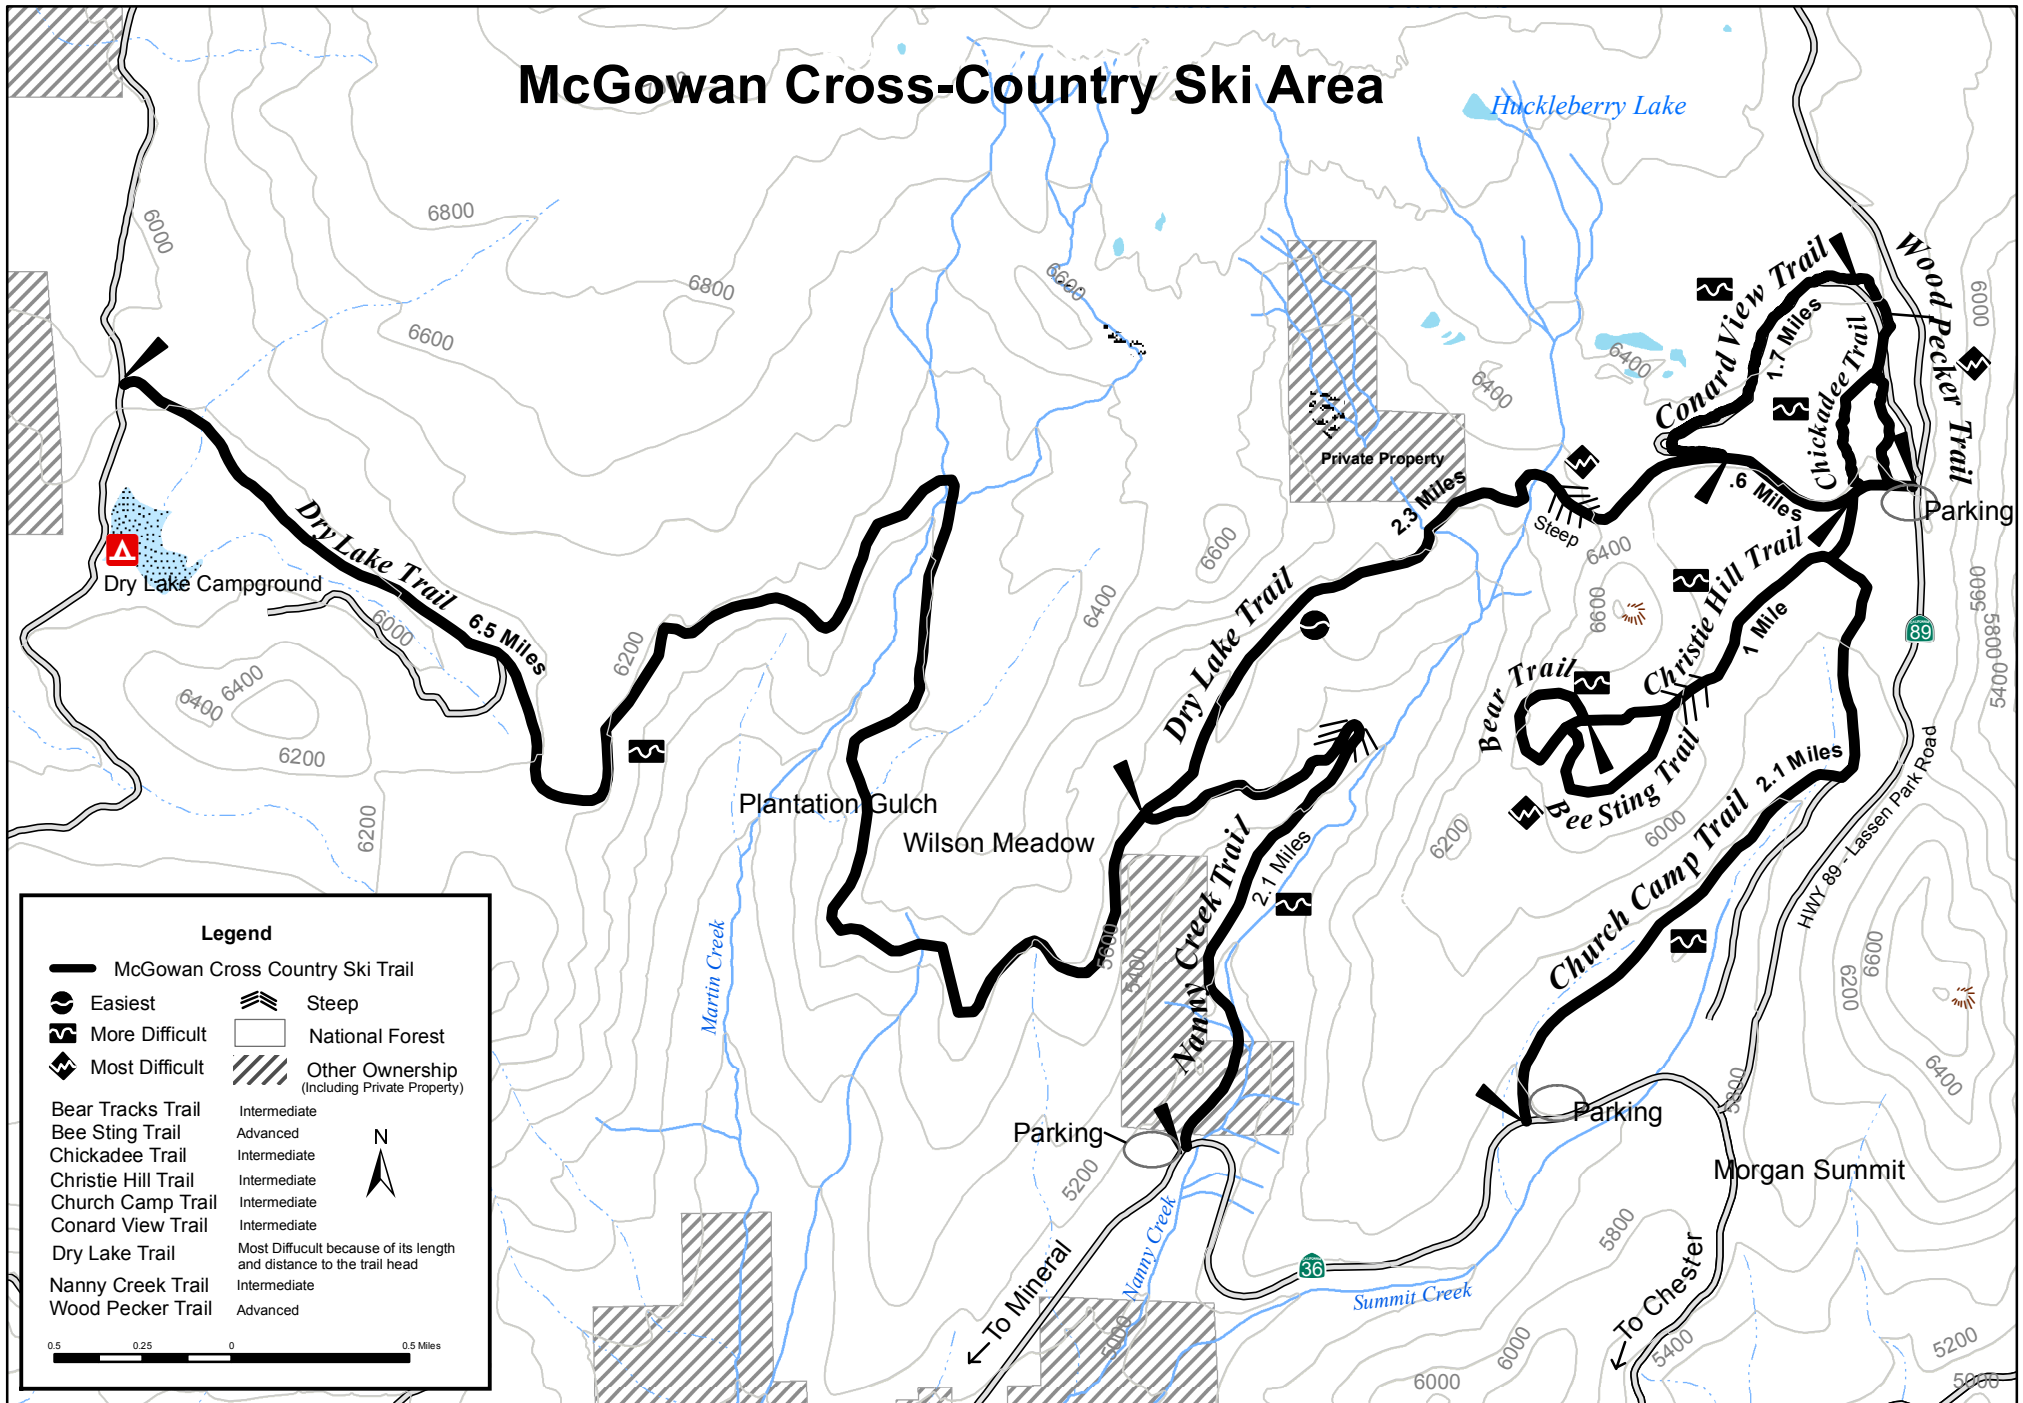 McGowan Cross-Country Ski Area
Huckleberry Lake
6000
6800
6800
6600
6600
6400
6400
6000
Conard View Trail
1.7 Miles
Chickadee Trail
Wood Pecker Trail
Private Property
2.3 Miles
Steep
.6 Miles
Parking
Dry Lake Trail
6.5 Miles
Dry Lake Campground
6000
6400
6400
6200
6200
6200
6600
6400
6400
6600
Dry Lake Trail
Christie Hill Trail
1 Mile
Bear Trail
Bee Sting Trail
CALIFORNIA
89
5600
5800
5400
Plantation Gulch
Wilson Meadow
Nanny Creek Trail
2.1 Miles
6200
6000
Church Camp Trail
2.1 Miles
HWY 89 - Lassen Park Road
5600
5400
6600
6200
6400
Martin Creek
5800
Parking
Parking
Morgan Summit
5200
Nanny Creek
To Mineral
CALIFORNIA
36
Summit Creek
5800
To Chester
5400
6000
6000
5000
5200
5000
Legend
McGowan Cross Country Ski Trail
Easiest
Steep
More Difficult
National Forest
Most Difficult
Other Ownership
(Including Private Property)
Bear Tracks Trail Intermediate
Bee Sting Trail Advanced
Chickadee Trail Intermediate
Christie Hill Trail Intermediate
Church Camp Trail Intermediate
Conard View Trail Intermediate
Dry Lake Trail Most Diffucult because of its length
and distance to the trail head
Nanny Creek Trail Intermediate
Wood Pecker Trail Advanced
N
0.5 0.25 0 0.5 Miles